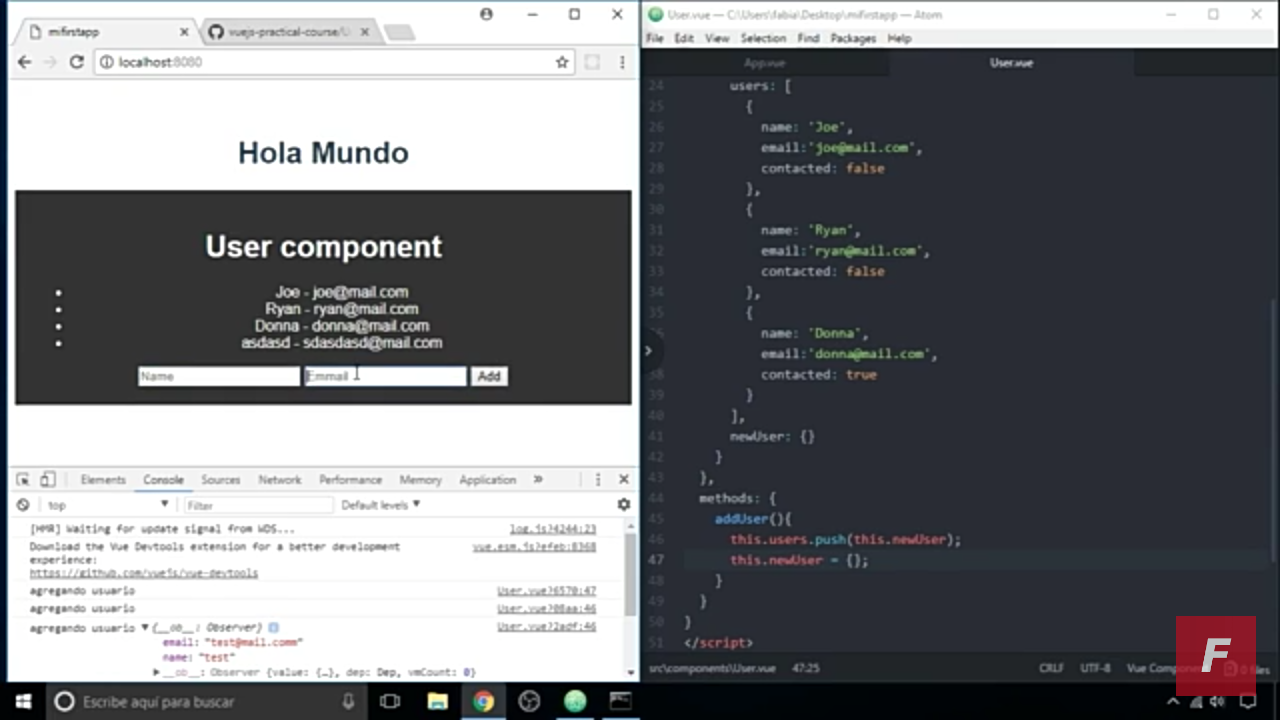 mifirstapp
vuejs-practical-course/U
localhost:8080
Hola Mundo
User component
Joe - joe@mail.com
Ryan - ryan@mail.com
Donna - donna@mail.com
asdasd - sdasdasd@mail.com
Name
Emmail
Add
Elements
Console
Sources
Network
Performance
Memory
Application
top
Filter
Default levels
[HMR] Waiting for update signal from WDS...
log.js?4244:23
Download the Vue Devtools extension for a better development
vue.esm.js?efeb:8368
experience:
https://github.com/vuejs/vue-devtools
agregando usuario
User.vue?6570:47
agregando usuario
User.vue?08aa:46
agregando usuario {__ob__: Observer}
User.vue?2adf:46
email: "test@mail.comm"
name: "test"
__ob__: Observer {value: {…}, dep: Dep, vmCount: 0}
User.vue — C:\Users\fabia\Desktop\mifirstapp — Atom
File Edit View Selection Find Packages Help
App.vue
User.vue
24 users: [
25 {
26 name: 'Joe',
27 email:'joe@mail.com',
28 contacted: false
29 },
30 {
31 name: 'Ryan',
32 email:'ryan@mail.com',
33 contacted: false
34 },
35 {
36 name: 'Donna',
email:'donna@mail.com',
38 contacted: true
39 }
40 ],
41 newUser: {}
42 }
43 },
44 methods: {
45 addUser(){
46 this.users.push(this.newUser);
47 this.newUser = {};
48 }
49 }
50 }
51 </script>
src\components\User.vue 47:25
CRLF UTF-8 Vue Compon
0 files
F
Escribe aquí para buscar